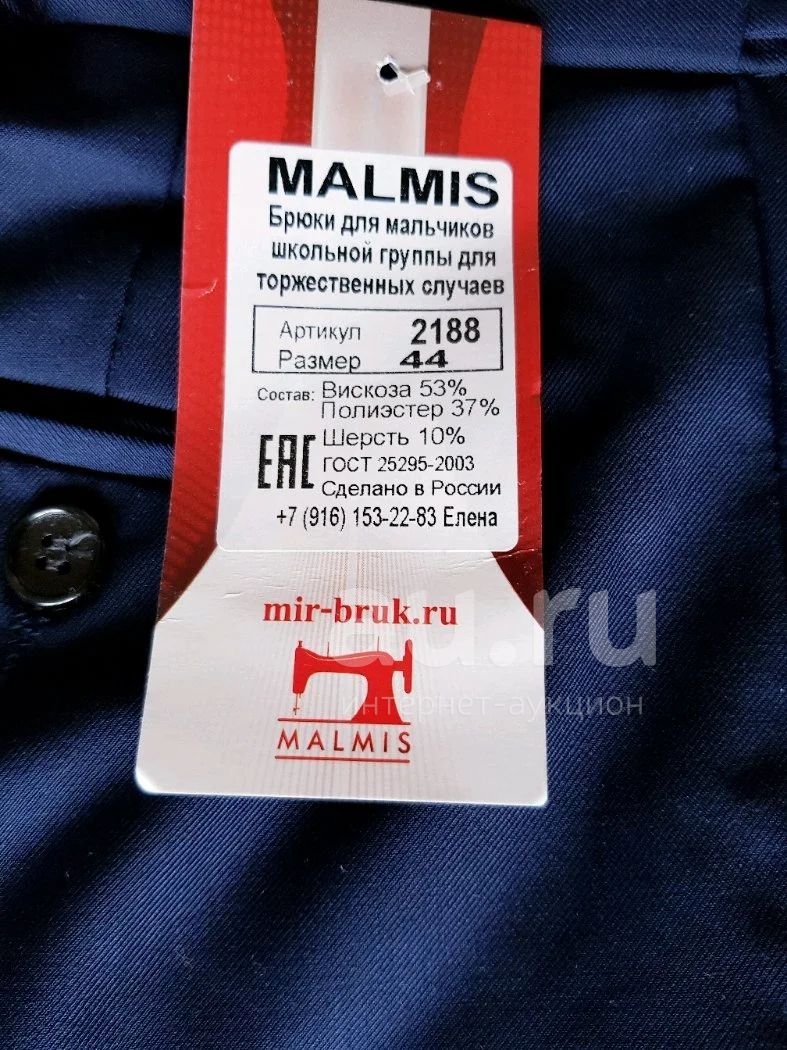 MALMIS
Брюки для мальчиков
школьной группы для
торжественных случаев
Артикул 2188
Размер 44
Состав: Вискоза 53%
Полиэстер 37%
Шерсть 10%
EAC
ГОСТ 25295-2003
Сделано в России
+7 (916) 153-22-83 Елена
mir-bruk.ru
au.ru
интернет-аукцион
MALMIS